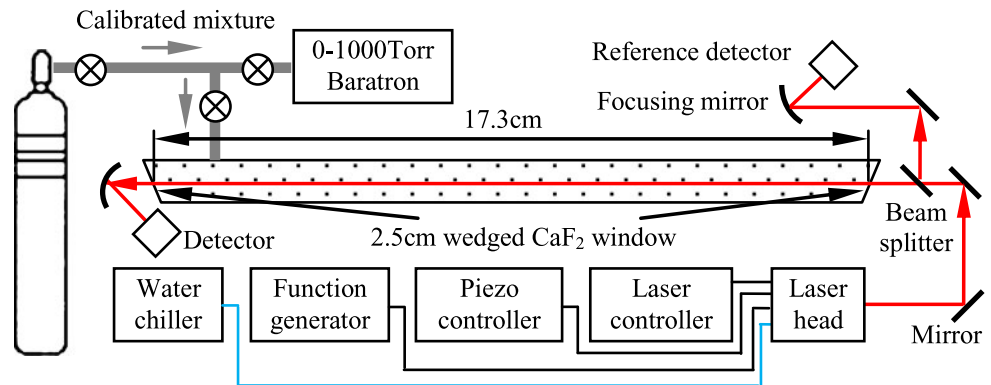 Calibrated mixture
0-1000Torr
Baratron
Reference detector
Focusing mirror
17.3cm
Detector
2.5cm wedged CaF₂ window
Beam
splitter
Water
chiller
Function
generator
Piezo
controller
Laser
controller
Laser
head
Mirror